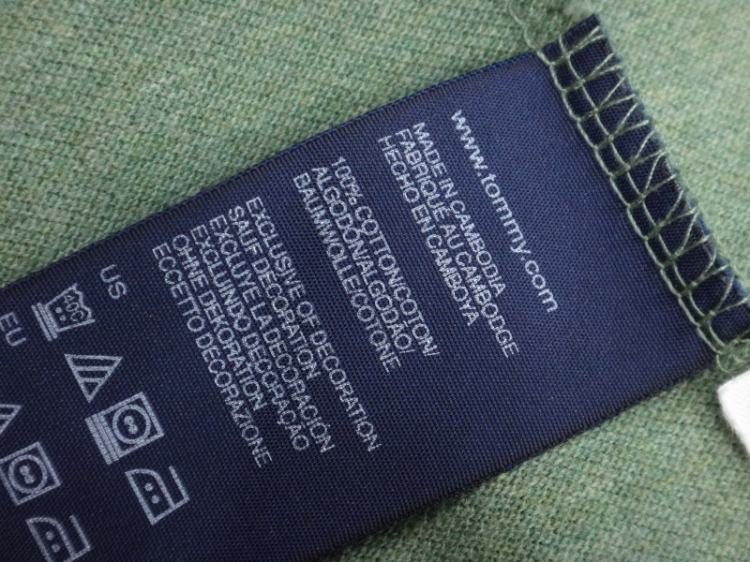 www.tommy.com
MADE IN CAMBODIA
FABRIQUÉ AU CAMBODGE
HECHO EN CAMBOYA
100% COTTON/COTON/
ALGODÓN/ALGODÃO/
BAUMWOLLE/COTONE
EXCLUSIVE OF DECORATION
SAUF DECORATION
EXCLUYE LA DECORACIÓN
EXCLUINDO DECORAÇÃO
OHNE DEKORATION
ECCETTO DECORAZIONE
US
40C
EU